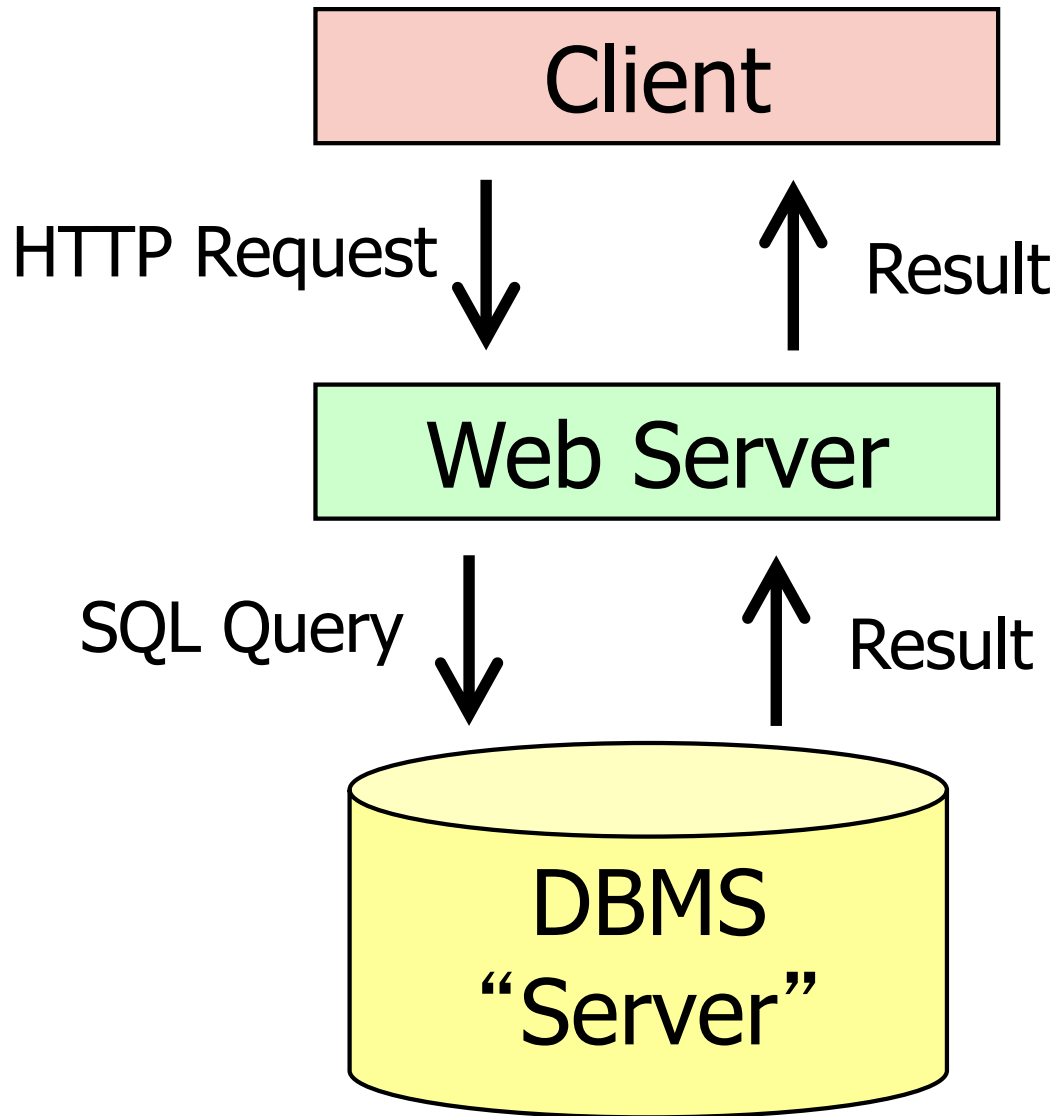 Client
HTTP Request
Result
Web Server
SQL Query
Result
DBMS
“Server”